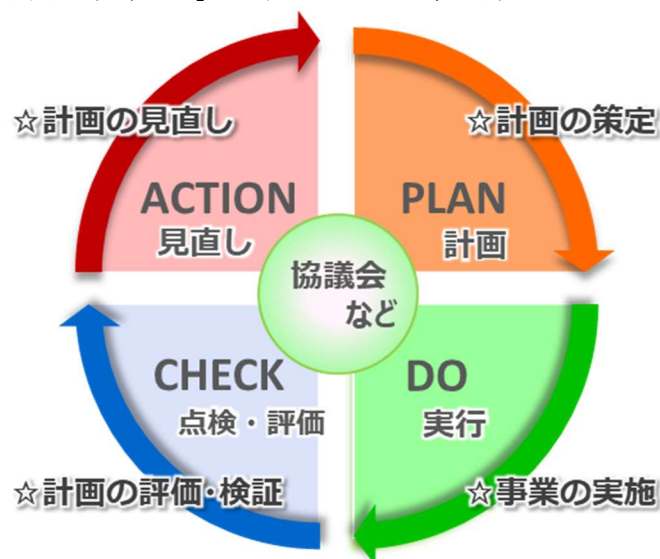 ☆計画の見直し
☆計画の策定
ACTION
見直し
PLAN
計画
協議会
など
CHECK
点検・評価
DO
実行
☆計画の評価・検証
☆事業の実施